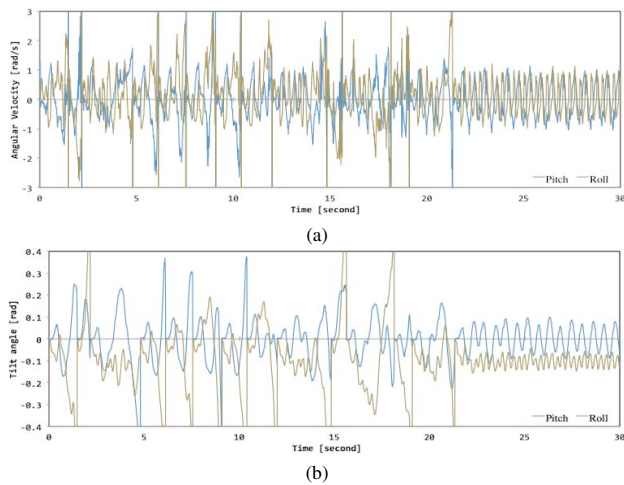 3
2
1
0
-1
-2
-3
Angular Velocity [rad/s]
Pitch Roll
0 5 10 15 20 25 30
Time [second]
(a)
0.4
0.3
0.2
0.1
0
-0.1
-0.2
-0.3
-0.4
Tilt angle [rad]
Pitch Roll
0 5 10 15 20 25 30
Time [second]
(b)